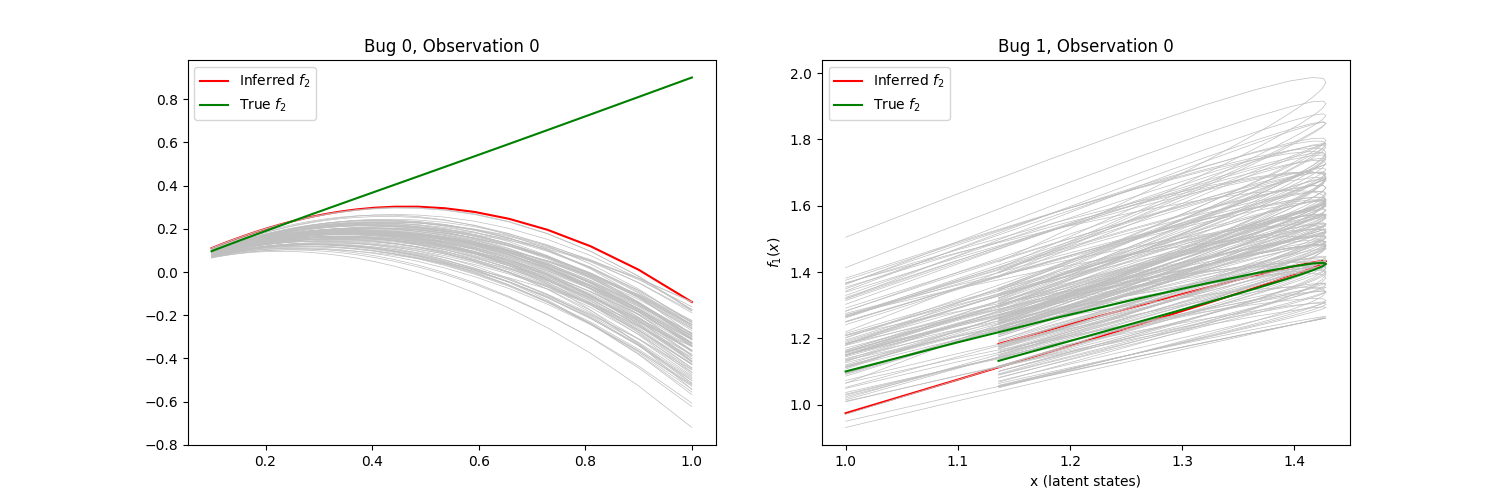 Bug 0, Observation 0
Inferred f₂
True f₂
0.8
0.6
0.4
0.2
0.0
−0.2
−0.4
−0.6
−0.8
0.2 0.4 0.6 0.8 1.0
Bug 1, Observation 0
Inferred f₂
True f₂
2.0
1.8
1.6
1.4
1.2
1.0
f₁(x)
1.0 1.1 1.2 1.3 1.4
x (latent states)